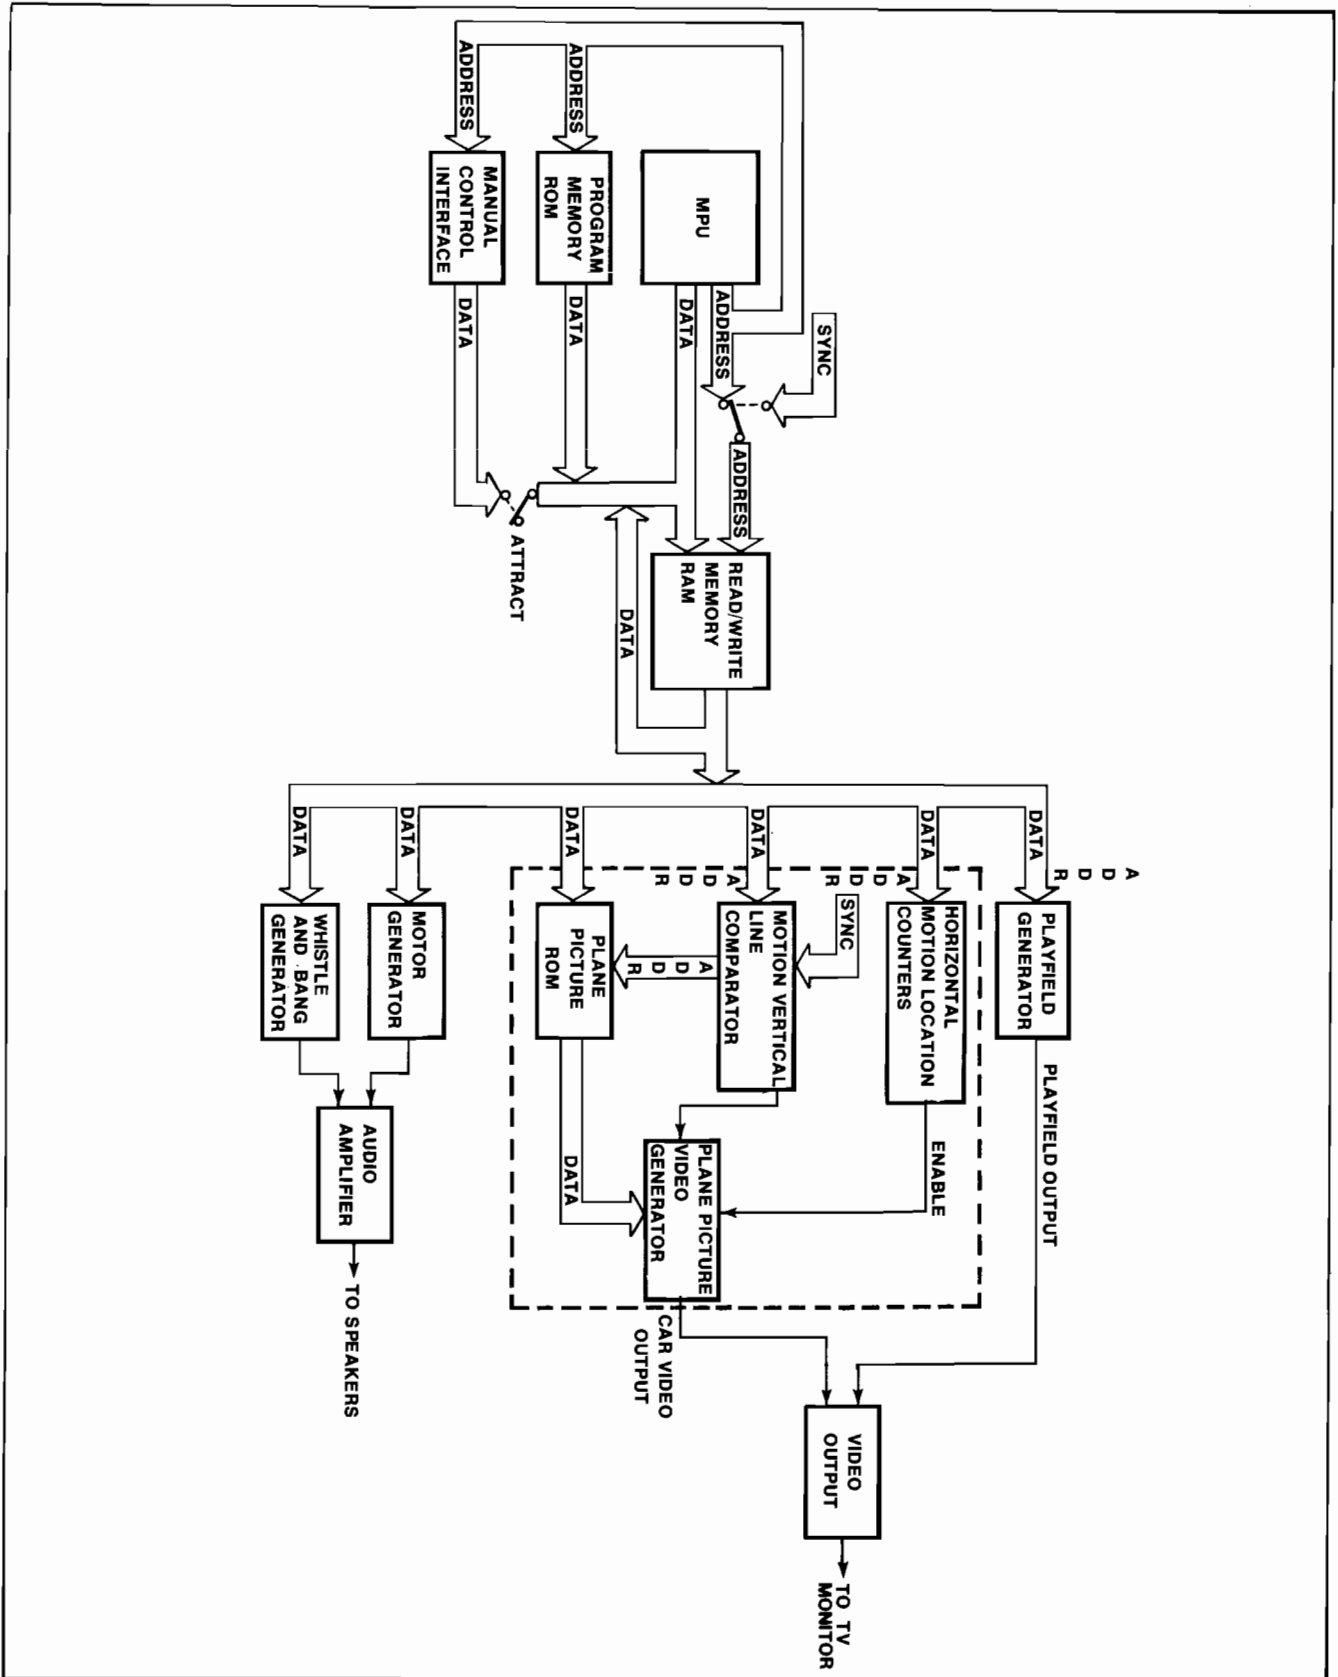 SYNC
ADDRESS
ADDRESS
MPU
ADDRESS
DATA
ADDRESS
PROGRAM
MEMORY
ROM
DATA
MANUAL
CONTROL
INTERFACE
DATA
ATTRACT
READ/WRITE
MEMORY
RAM
DATA
ADDRESS
DATA
ADDR
PLAYFIELD
GENERATOR
PLAYFIELD OUTPUT
DATA
ADDR
HORIZONTAL
MOTION LOCATION
COUNTERS
ENABLE
SYNC
DATA
ADDR
MOTION VERTICAL
LINE
COMPARATOR
ADDR
DATA
PLANE
PICTURE
ROM
DATA
PLANE PICTURE
VIDEO
GENERATOR
CAR VIDEO
OUTPUT
VIDEO
OUTPUT
TO TV
MONITOR
DATA
MOTOR
GENERATOR
DATA
WHISTLE
AND BANG
GENERATOR
AUDIO
AMPLIFIER
TO SPEAKERS